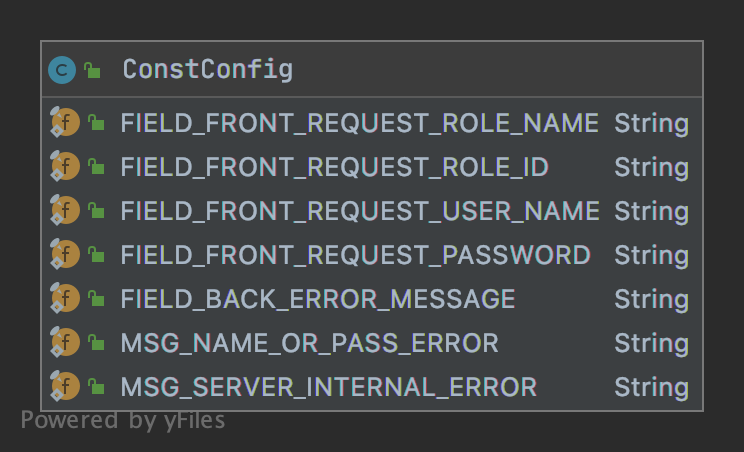 C ConstConfig
f FIELD_FRONT_REQUEST_ROLE_NAME String
f FIELD_FRONT_REQUEST_ROLE_ID String
f FIELD_FRONT_REQUEST_USER_NAME String
f FIELD_FRONT_REQUEST_PASSWORD String
f FIELD_BACK_ERROR_MESSAGE String
f MSG_NAME_OR_PASS_ERROR String
f MSG_SERVER_INTERNAL_ERROR String
Powered by yFiles